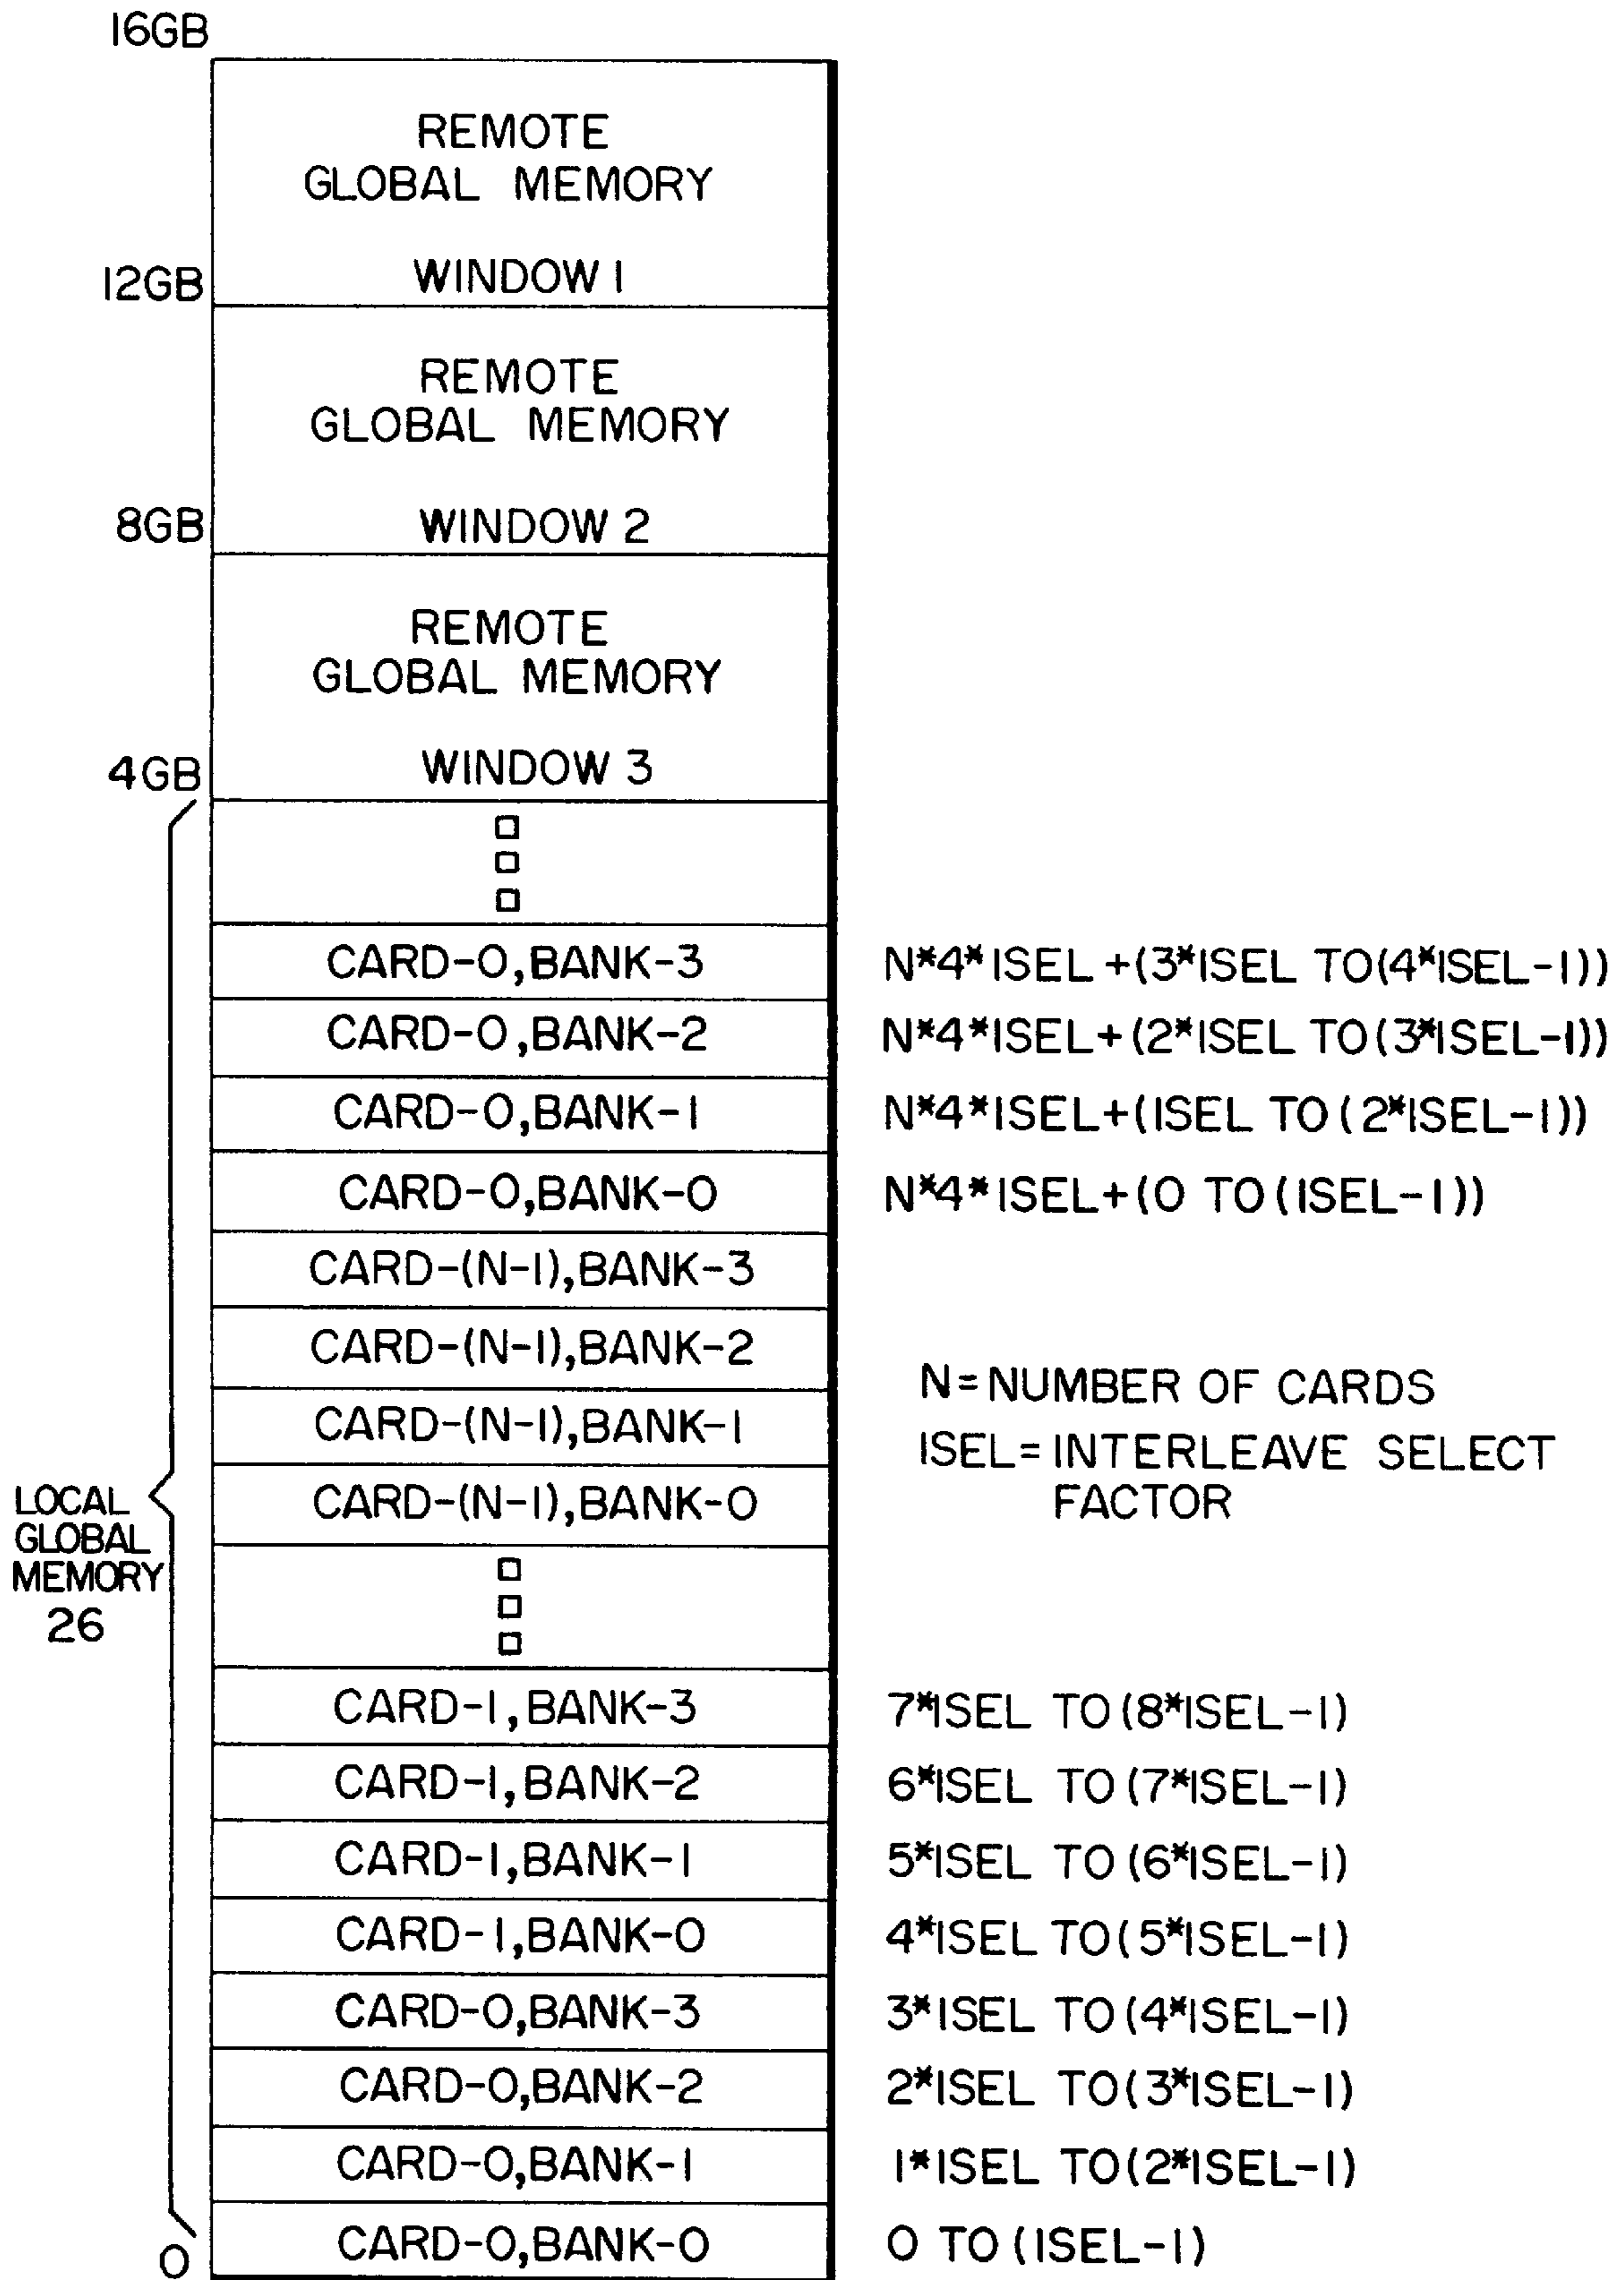 16GB
REMOTE
GLOBAL MEMORY
WINDOW 1
12GB
REMOTE
GLOBAL MEMORY
WINDOW 2
8GB
REMOTE
GLOBAL MEMORY
WINDOW 3
4GB
CARD-0,BANK-3 N*4*ISEL+(3*ISEL TO(4*ISEL-1))
CARD-0,BANK-2 N*4*ISEL+(2*ISEL TO(3*ISEL-1))
CARD-0,BANK-1 N*4*ISEL+(ISEL TO(2*ISEL-1))
CARD-0,BANK-0 N*4*ISEL+(0 TO(ISEL-1))
CARD-(N-1),BANK-3
CARD-(N-1),BANK-2
CARD-(N-1),BANK-1
CARD-(N-1),BANK-0
N=NUMBER OF CARDS
ISEL=INTERLEAVE SELECT
FACTOR
LOCAL
GLOBAL
MEMORY
26
CARD-1,BANK-3 7*ISEL TO(8*ISEL-1)
CARD-1,BANK-2 6*ISEL TO(7*ISEL-1)
CARD-1,BANK-1 5*ISEL TO(6*ISEL-1)
CARD-1,BANK-0 4*ISEL TO(5*ISEL-1)
CARD-0,BANK-3 3*ISEL TO(4*ISEL-1)
CARD-0,BANK-2 2*ISEL TO(3*ISEL-1)
CARD-0,BANK-1 1*ISEL TO(2*ISEL-1)
0 CARD-0,BANK-0 0 TO(ISEL-1)